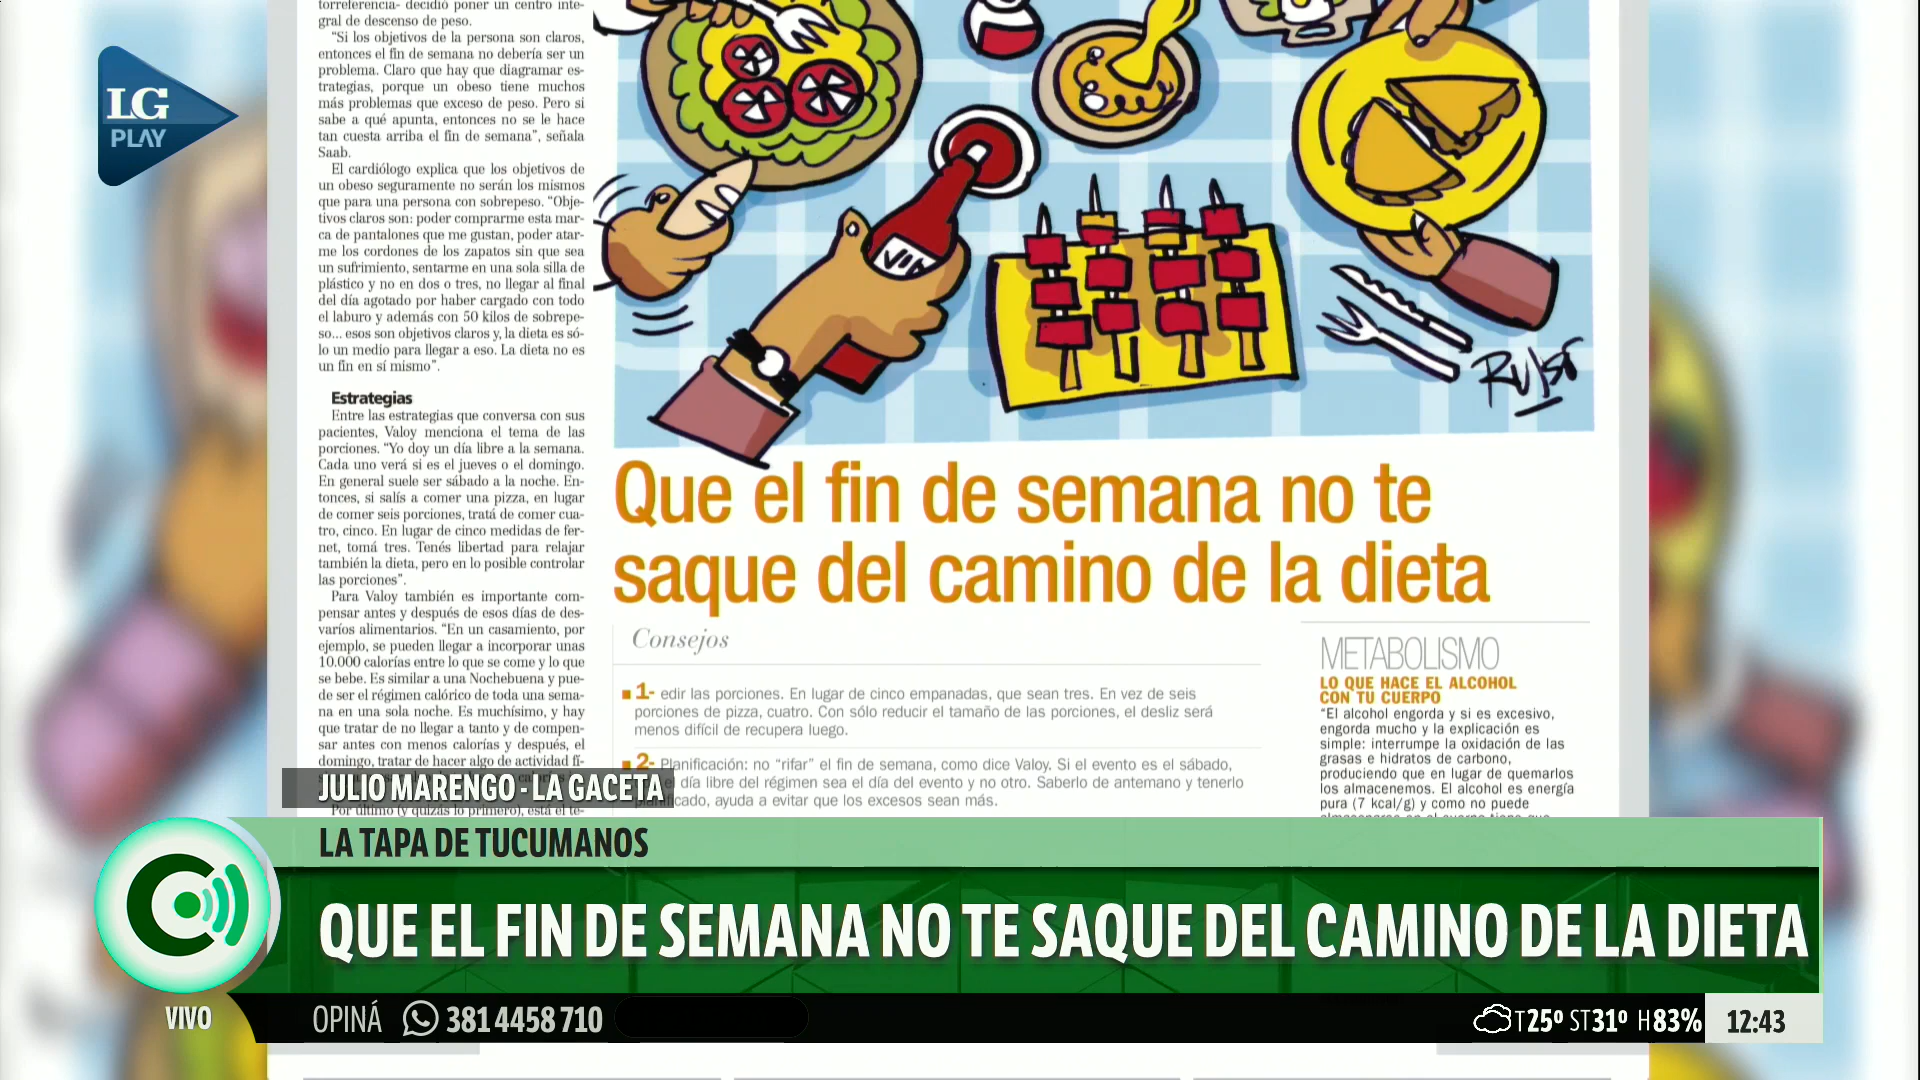 torreferencia- decidió poner un centro inte-
gral de descenso de peso.
“Si los objetivos de la persona son claros,
entonces el fin de semana no debería ser un
problema. Claro que hay que diagramar es-
trategias, porque un obeso tiene muchos
más problemas que exceso de peso. Pero si
sabe a qué apunta, entonces no se le hace
tan cuesta arriba el fin de semana”, señala
Saab.
El cardiólogo explica que los objetivos de
un obeso seguramente no serán los mismos
que para una persona con sobrepeso. “Obje-
tivos claros son: poder comprarme esta mar-
ca de pantalones que me gustan, poder atar-
me los cordones de los zapatos sin que sea
un sufrimiento, sentarme en una sola silla de
plástico y no en dos o tres, no llegar al final
del día agotado por haber cargado con todo
el laburo y además con 50 kilos de sobrepe-
so... esos son objetivos claros y, la dieta es só-
lo un medio para llegar a eso. La dieta no es
un fin en sí mismo”.
Estrategias
Entre las estrategias que conversa con sus
pacientes, Valoy menciona el tema de las
porciones. “Yo doy un día libre a la semana.
Cada uno verá si es el jueves o el domingo.
En general suele ser sábado a la noche. En-
tonces, si salís a comer una pizza, en lugar
de comer seis porciones, tratá de comer cua-
tro, cinco. En lugar de cinco medidas de fer-
net, tomá tres. Tenés libertad para relajar
también la dieta, pero en lo posible controlar
las porciones”.
Para Valoy también es importante com-
pensar antes y después de esos días de des-
varíos alimentarios. “En un casamiento, por
ejemplo, se pueden llegar a incorporar unas
10.000 calorías entre lo que se come y lo que
se bebe. Es similar a una Nochebuena y pue-
de ser el régimen calórico de toda una sema-
na en una sola noche. Es muchísimo, y hay
que tratar de no llegar a tanto y de compen-
sar antes con menos calorías y después, el
domingo, tratar de hacer algo de actividad fí-
Por último (y quizás lo primero), está el te-
LG
PLAY
VIN
Que el fin de semana no te
saque del camino de la dieta
Consejos
1- edir las porciones. En lugar de cinco empanadas, que sean tres. En vez de seis
porciones de pizza, cuatro. Con sólo reducir el tamaño de las porciones, el desliz será
menos difícil de recupera luego.
2- Planificación: no “rifar” el fin de semana, como dice Valoy. Si el evento es el sábado,
el día libre del régimen sea el día del evento y no otro. Saberlo de antemano y tenerlo
planificado, ayuda a evitar que los excesos sean más.
METABOLISMO
LO QUE HACE EL ALCOHOL
CON TU CUERPO
“El alcohol engorda y si es excesivo,
engorda mucho y la explicación es
simple: interrumpe la oxidación de las
grasas e hidratos de carbono,
produciendo que en lugar de quemarlos
los almacenemos. El alcohol es energía
pura (7 kcal/g) y como no puede
JULIO MARENGO - LA GACETA
LA TAPA DE TUCUMANOS
QUE EL FIN DE SEMANA NO TE SAQUE DEL CAMINO DE LA DIETA
VIVO
OPINÁ 381 4458 710
T25º ST31º H83% 12:43